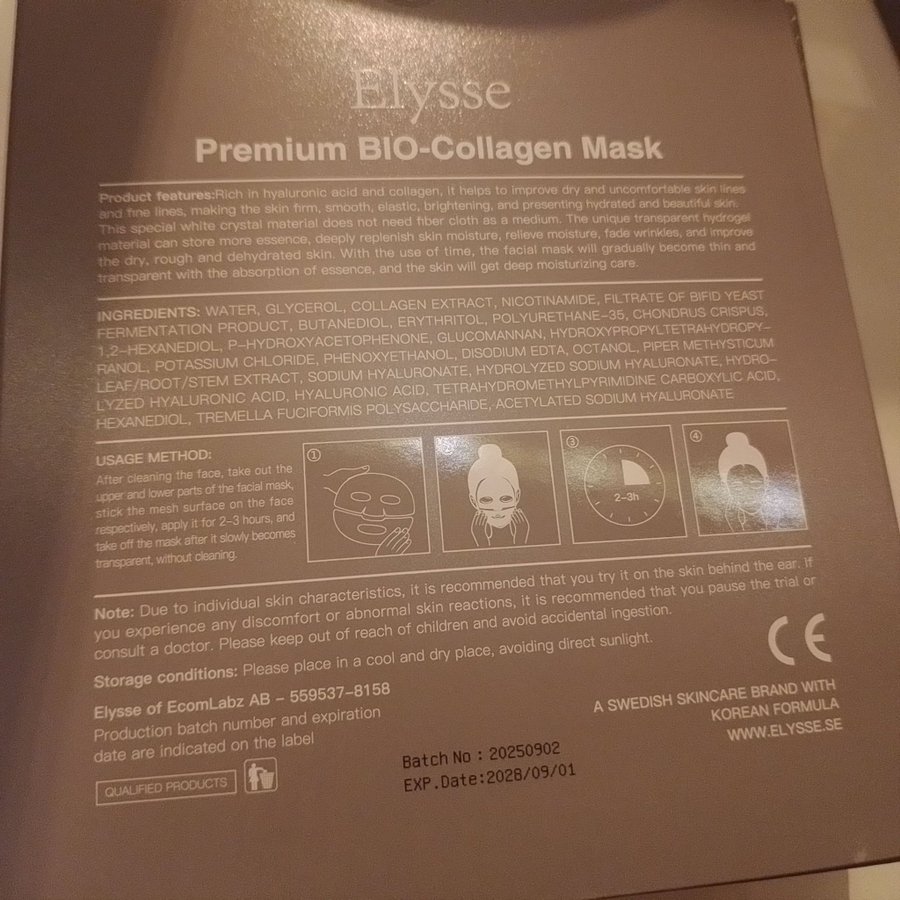 Elysse
Premium BIO-Collagen Mask
Product features:Rich in hyaluronic acid and collagen, it helps to improve dry and uncomfortable skin lines
and fine lines, making the skin firm, smooth, elastic, brightening, and presenting hydrated and beautiful skin.
This special white crystal material does not need fiber cloth as a medium. The unique transparent hydrogel
material can store more essence, deeply replenish skin moisture, relieve moisture, fade wrinkles, and improve
the dry, rough and dehydrated skin. With the use of time, the facial mask will gradually become thin and
transparent with the absorption of essence, and the skin will get deep moisturizing care.
INGREDIENTS: WATER, GLYCEROL, COLLAGEN EXTRACT, NICOTINAMIDE, FILTRATE OF BIFID YEAST
FERMENTATION PRODUCT, BUTANEDIOL, ERYTHRITOL, POLYURETHANE-35, CHONDRUS CRISPUS,
1,2-HEXANEDIOL, P-HYDROXYACETOPHENONE, GLUCOMANNAN, HYDROXYPROPYLTETRAHYDROPY-
RANOL, POTASSIUM CHLORIDE, PHENOXYETHANOL, DISODIUM EDTA, OCTANOL, PIPER METHYSTICUM
LEAF/ROOT/STEM EXTRACT, SODIUM HYALURONATE, HYDROLYZED SODIUM HYALURONATE, HYDRO-
LYZED HYALURONIC ACID, HYALURONIC ACID, TETRAHYDROMETHYLPYRIMIDINE CARBOXYLIC ACID,
HEXANEDIOL, TREMELLA FUCIFORMIS POLYSACCHARIDE, ACETYLATED SODIUM HYALURONATE
USAGE METHOD:
After cleaning the face, take out the
upper and lower parts of the facial mask,
stick the mesh surface on the face
respectively, apply it for 2-3 hours, and
take off the mask after it slowly becomes
transparent, without cleaning.
①
③
2-3h
④
Note: Due to individual skin characteristics, it is recommended that you try it on the skin behind the ear. If
you experience any discomfort or abnormal skin reactions, it is recommended that you pause the trial or
consult a doctor. Please keep out of reach of children and avoid accidental ingestion.
Storage conditions: Please place in a cool and dry place, avoiding direct sunlight.
Elysse of EcomLabz AB - 559537-8158
Production batch number and expiration
date are indicated on the label
QUALIFIED PRODUCTS
Batch No : 20250902
EXP.Date:2028/09/01
CE
A SWEDISH SKINCARE BRAND WITH
KOREAN FORMULA
WWW.ELYSSE.SE